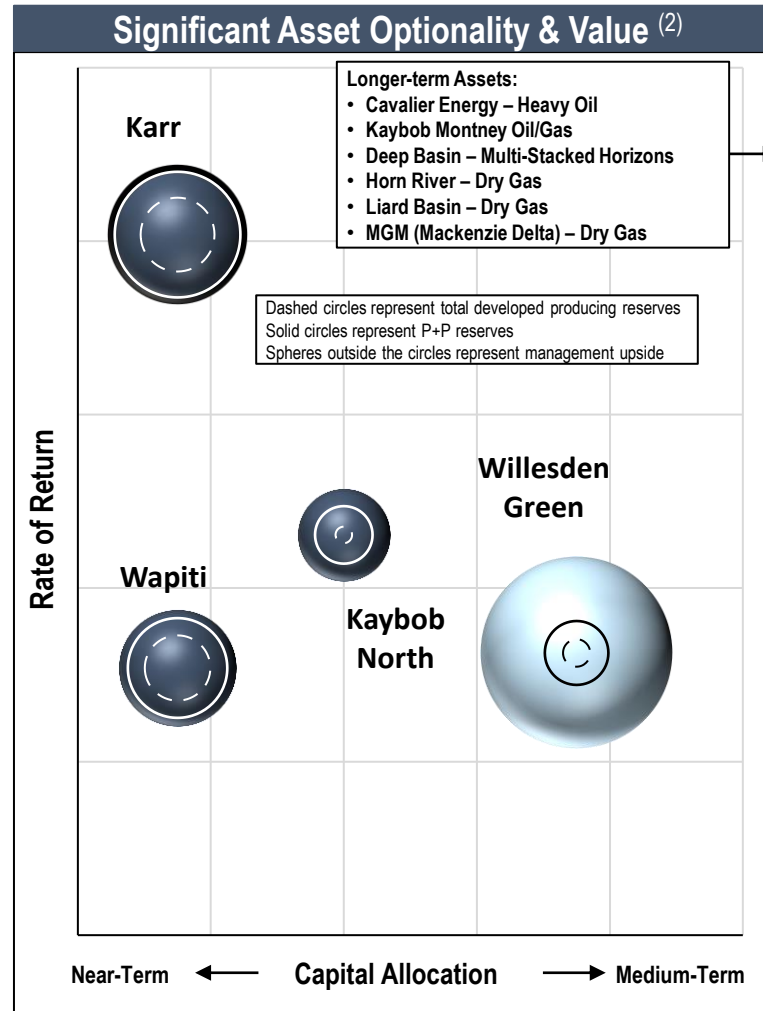 Significant Asset Optionality & Value (2)
Longer-term Assets:
• Cavalier Energy – Heavy Oil
• Kaybob Montney Oil/Gas
• Deep Basin – Multi-Stacked Horizons
• Horn River – Dry Gas
• Liard Basin – Dry Gas
• MGM (Mackenzie Delta) – Dry Gas
Karr
Dashed circles represent total developed producing reserves
Solid circles represent P+P reserves
Spheres outside the circles represent management upside
Willesden
Green
Wapiti
Kaybob
North
Rate of Return
Near-Term
Capital Allocation
Medium-Term